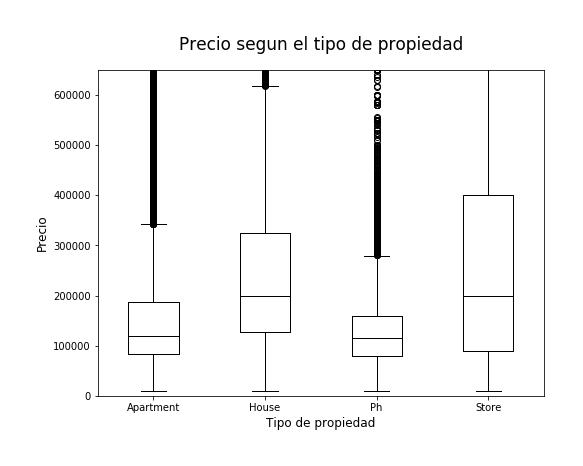 Precio segun el tipo de propiedad
600000
500000
400000
300000
200000
100000
0
Precio
Apartment House Ph Store
Tipo de propiedad